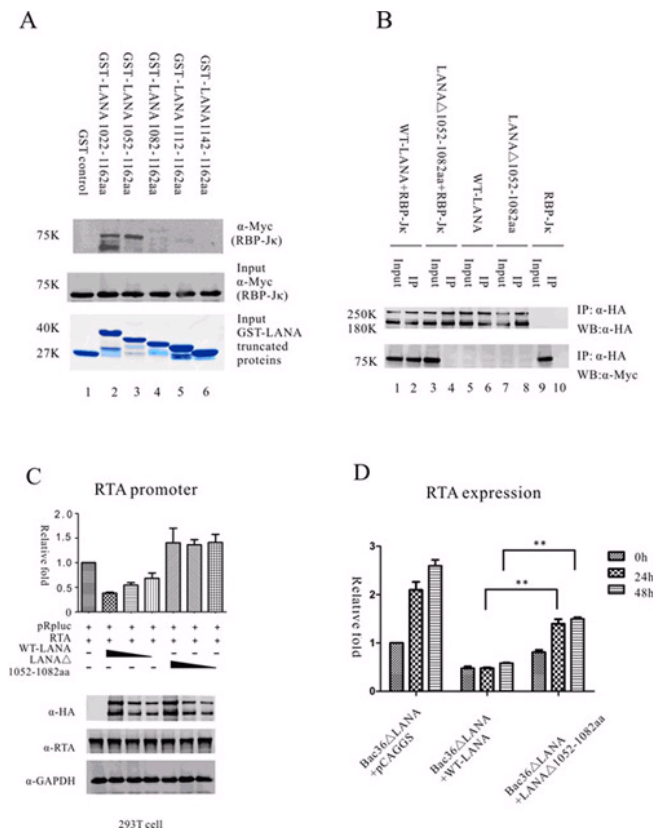 A
GST control
GST-LANA 1022-1162aa
GST-LANA 1052-1162aa
GST-LANA 1082-1162aa
GST-LANA 1112-1162aa
GST-LANA1142-1162aa
75K
α-Myc
(RBP-Jκ)
75K
Input
α-Myc
(RBP-Jκ)
40K
27K
Input
GST-LANA
truncated
proteins
1 2 3 4 5 6
B
WT-LANA+RBP-Jκ
LANA△1052-1082aa+RBP-Jκ
WT-LANA
LANA△1052-1082aa
RBP-Jκ
Input IP Input IP Input IP Input IP Input IP
250K
180K
IP: α-HA
WB:α-HA
75K
IP: α-HA
WB:α-Myc
1 2 3 4 5 6 7 8 9 10
C
RTA promoter
Relative fold
2.0
1.5
1.0
0.5
0
pRpluc + + + + + + +
RTA + + + + + + +
WT-LANA - - - -
LANA△
1052-1082aa - - - -
α-HA
α-RTA
α-GAPDH
293T cell
D
RTA expression
Relative fold
3
2
1
0
** **
0h
24h
48h
Bac36△LANA
+pCAGGS
Bac36△LANA
+WT-LANA
Bac36△LANA
+LANA△1052-1082aa